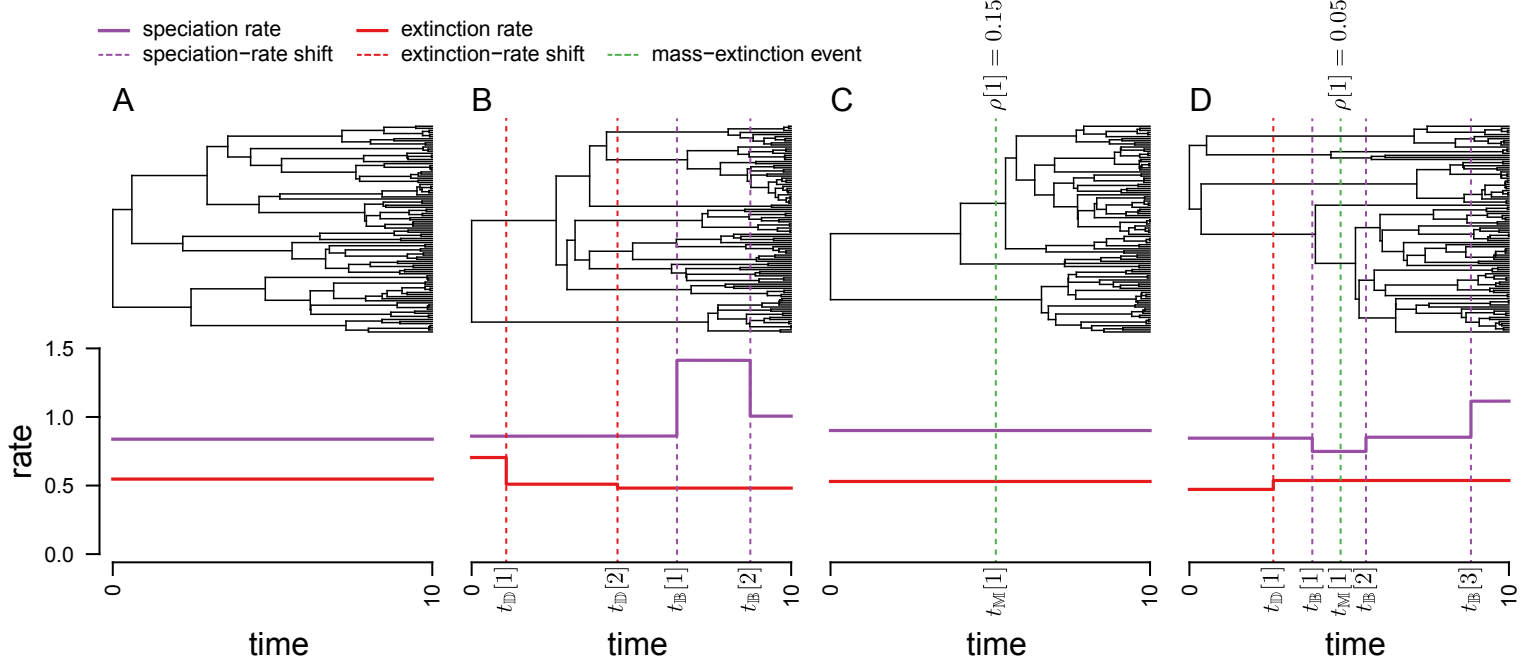 speciation rate
extinction rate
speciation−rate shift
extinction−rate shift
mass−extinction event
ρ[1] = 0.15
ρ[1] = 0.05
A
B
C
D
1.5
1.0
0.5
0.0
rate
0
10
0
t𝔻[1]
t𝔻[2]
t𝔹[1]
t𝔹[2]
10
0
t𝕄[1]
10
0
t𝔻[1]
t𝔹[1]
t𝕄[1]
t𝔹[2]
t𝔹[3]
10
time
time
time
time